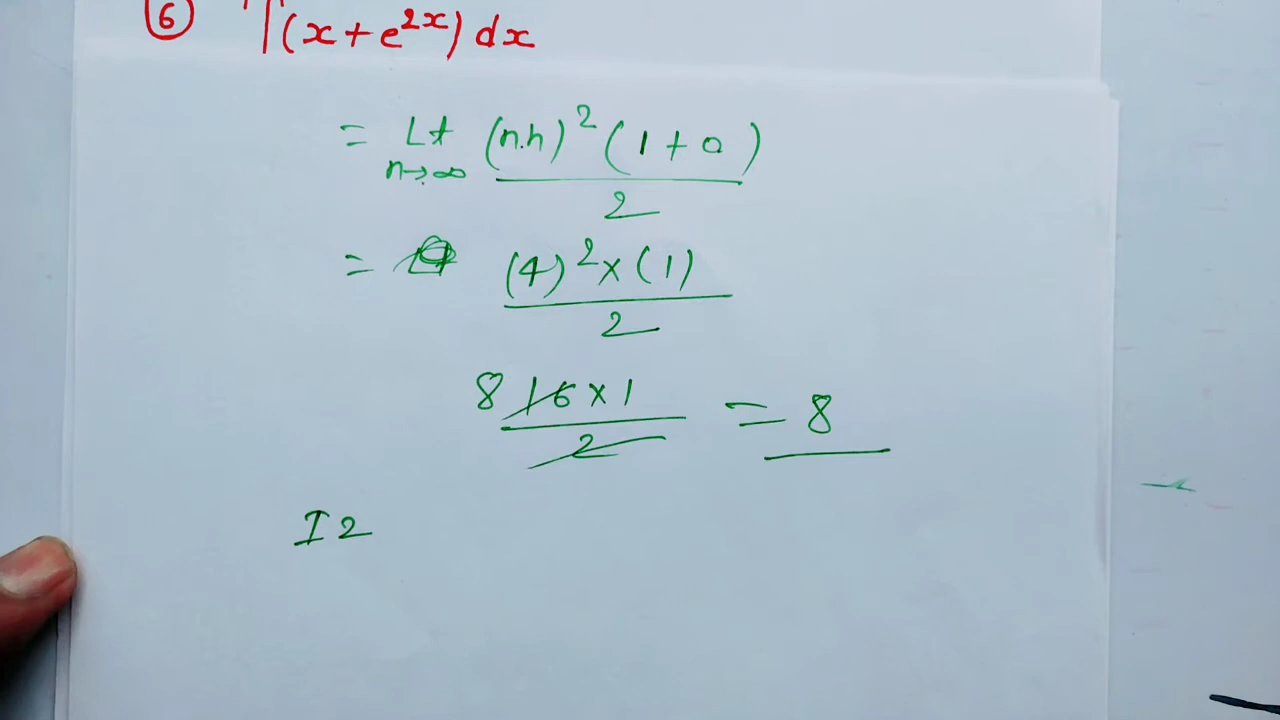 6 ∫(x+e^{2x}) dx
= Lt (n.h)^2 (1+0)
n→∞ 2
= (4)^2 x (1)
2
8 16 x 1 = 8
2
I2